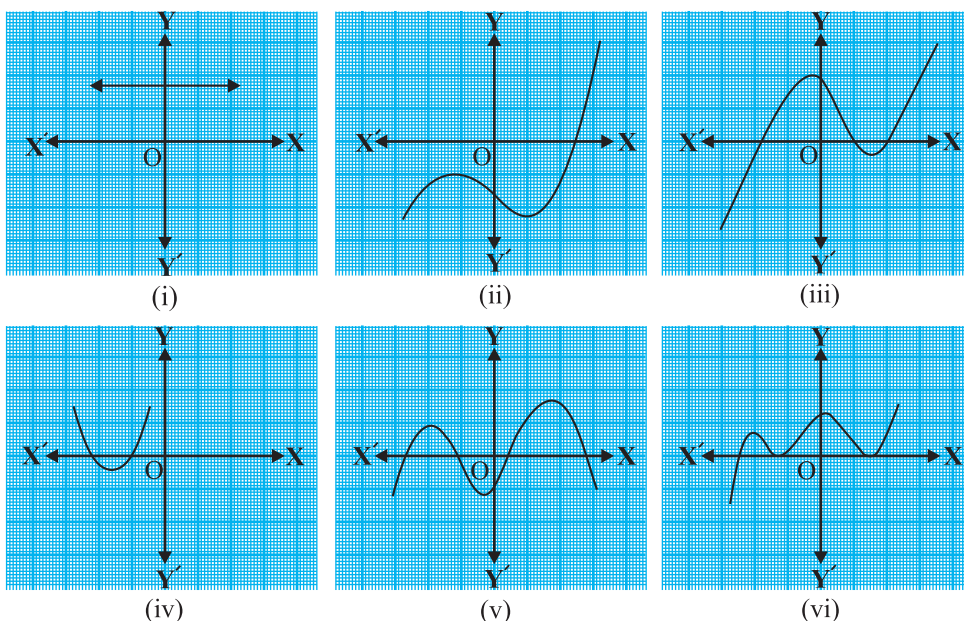 Y Y Y
X′ O X X′ O X X′ O X
Y′ Y′ Y′
(i) (ii) (iii)
Y Y Y
X′ O X X′ O X X′ O X
Y′ Y′ Y′
(iv) (v) (vi)